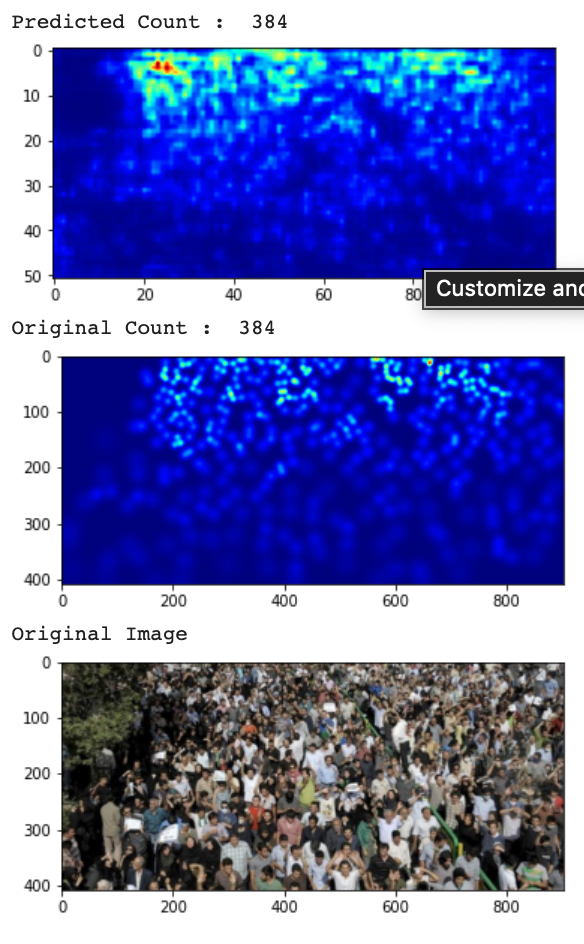 Predicted Count :  384
0
10
20
30
40
50
0 20 40 60 80
Customize and
Original Count :  384
0
100
200
300
400
0 200 400 600 800
Original Image
0
100
200
300
400
0 200 400 600 800